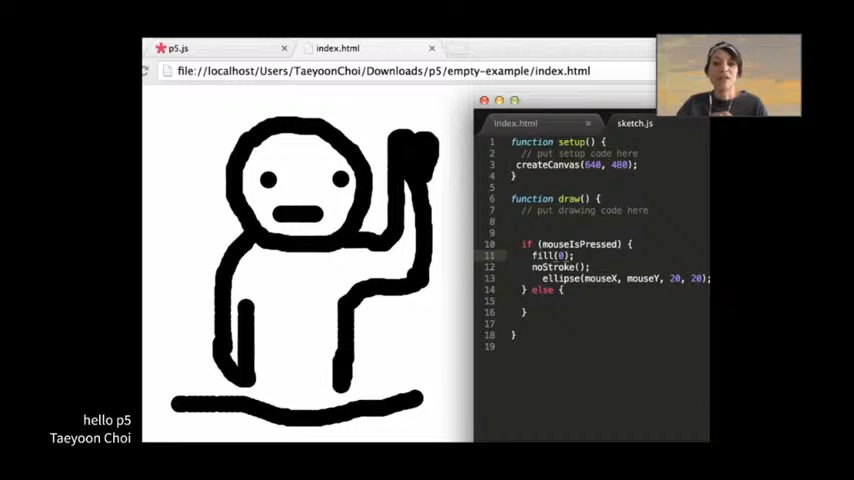 p5.js
index.html
file://localhost/Users/TaeyoonChoi/Downloads/p5/empty-example/index.html
index.html
sketch.js
1 function setup() {
2 // put setup code here
3 createCanvas(640, 480);
4 }
5
6 function draw() {
7 // put drawing code here
8
9
10 if (mouseIsPressed) {
11 fill(0);
12 noStroke();
13 ellipse(mouseX, mouseY, 20, 20);
14 } else {
15
16 }
17
18 }
19
hello p5
Taeyoon Choi